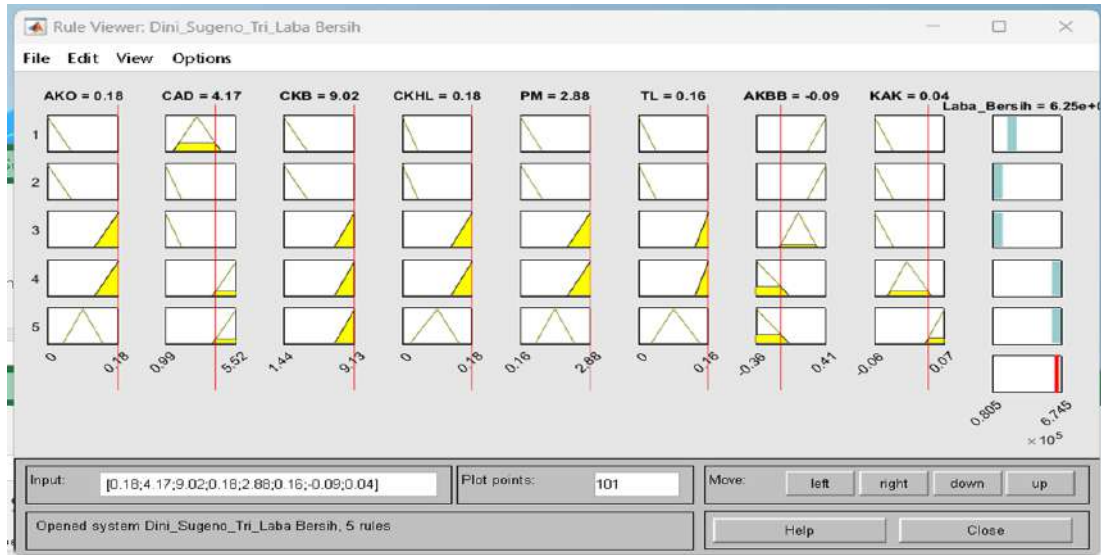 Rule Viewer: Dini_Sugeno_Tri_Laba Bersih
File Edit View Options
AKO = 0.18 CAD = 4.17 CKB = 9.02 CKHL = 0.18 PM = 2.88 TL = 0.16 AKBB = -0.09 KAK = 0.04
Laba_Bersih = 6.25e+0
1
2
3
4
5
0 0.18 0.99 5.52 1.44 9.13 0 0.18 0.16 2.88 0 0.16 -0.36 0.41 -0.06 0.07
0.805 6.745
× 10^5
Input: [0.18;4.17;9.02;0.18;2.88;0.16;-0.09;0.04] Plot points: 101 Move: left right down up
Opened system Dini_Sugeno_Tri_Laba Bersih, 5 rules Help Close